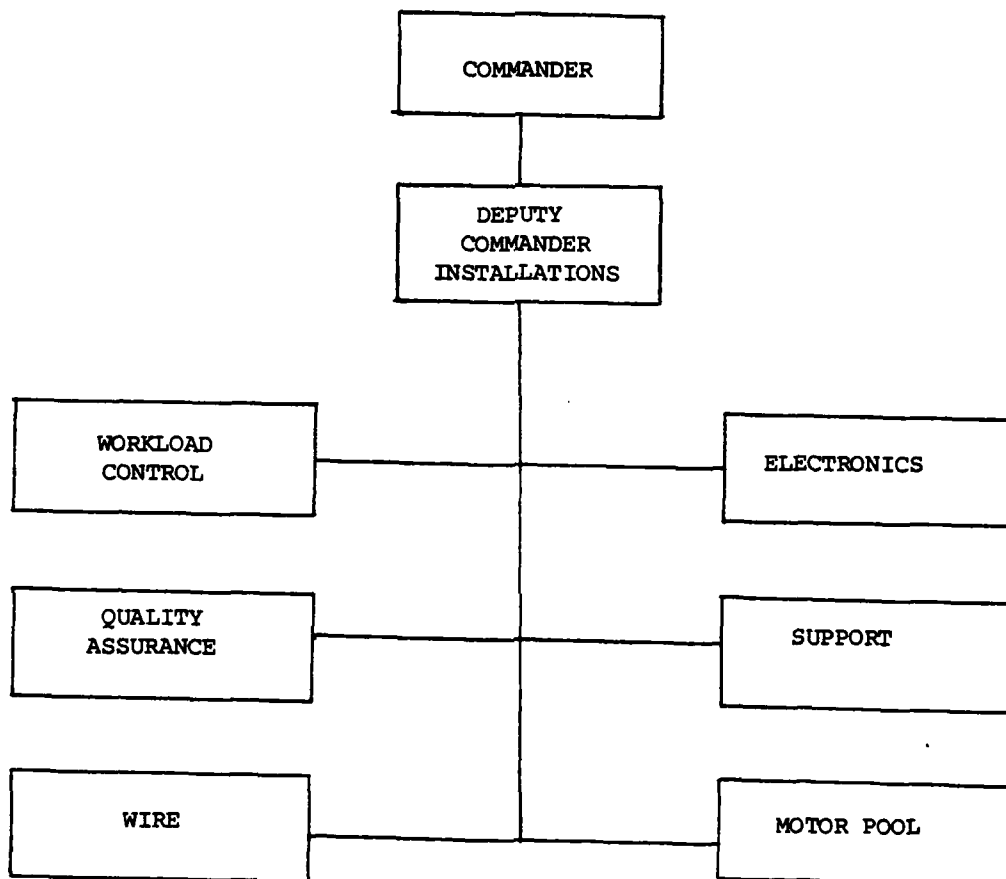 COMMANDER
DEPUTY
COMMANDER
INSTALLATIONS
WORKLOAD
CONTROL
ELECTRONICS
QUALITY
ASSURANCE
SUPPORT
WIRE
MOTOR POOL